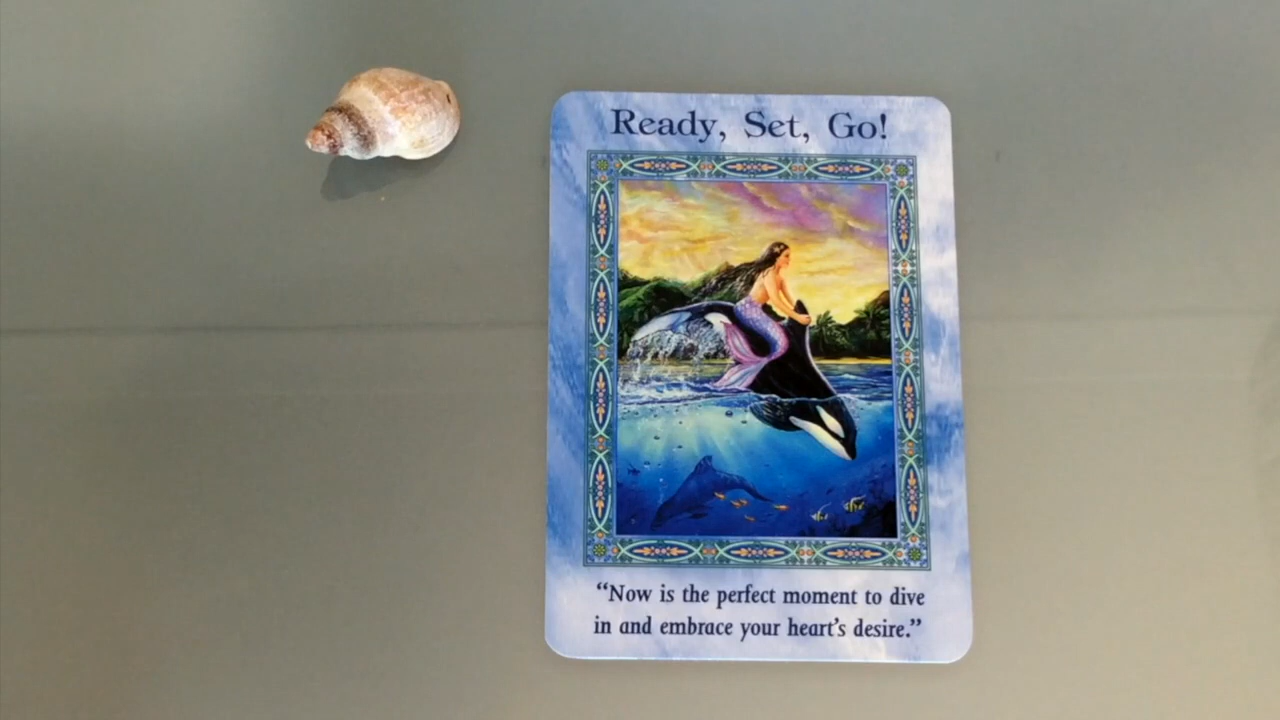 Ready, Set, Go!
“Now is the perfect moment to dive
in and embrace your heart’s desire.”